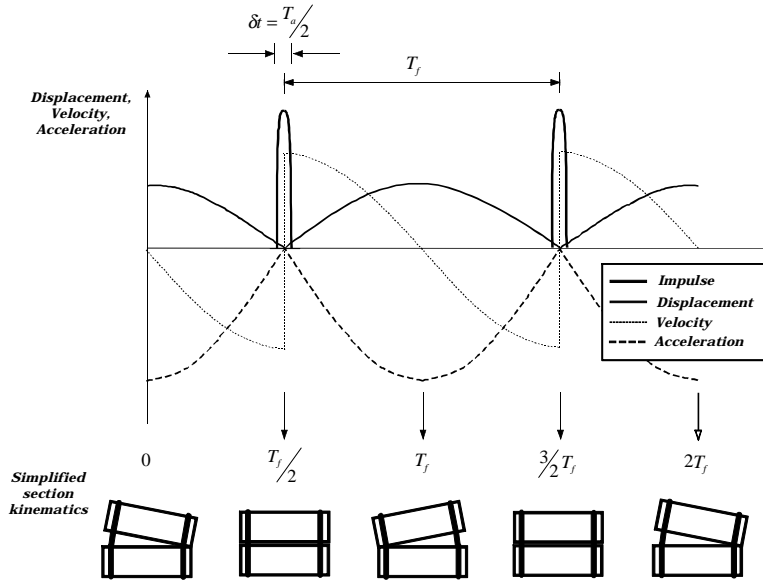 δt = T_a/2
T_f
Displacement,
Velocity,
Acceleration
Impulse
Displacement
Velocity
Acceleration
0
T_f/2
T_f
3/2 T_f
2T_f
Simplified
section
kinematics